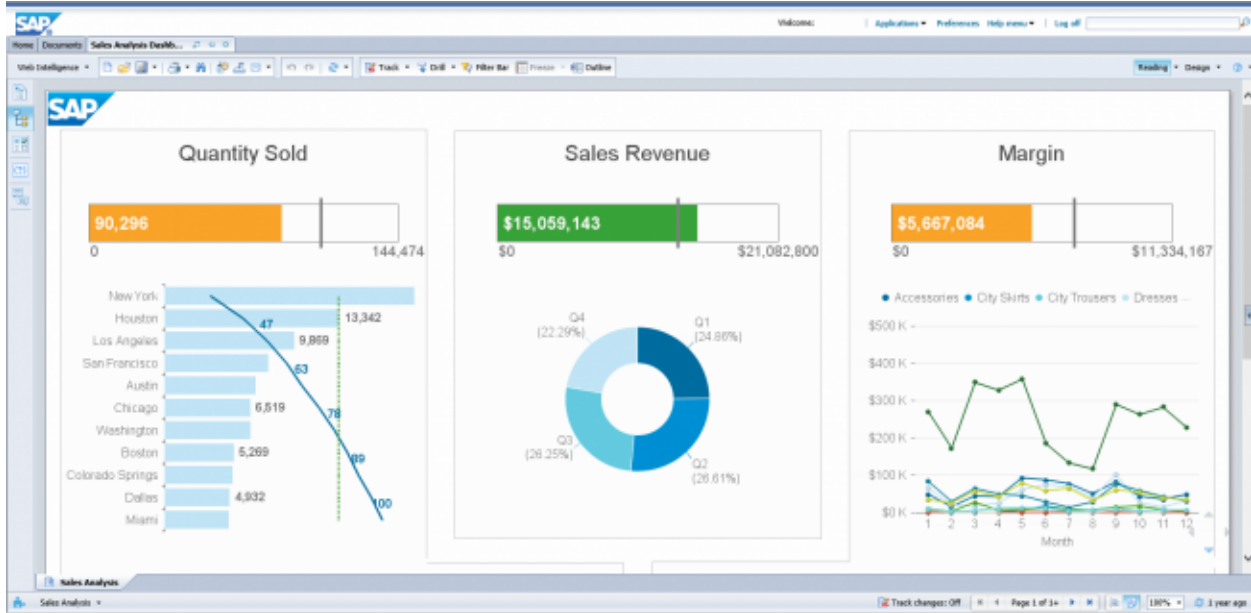 SAP
Welcome: Applications Preferences Help menu Log off
Home Documents Sales Analysis Dashb...
Web Intelligence Track Drill Filter Bar Freeze Outline Reading Design
SAP
Quantity Sold
90,296
0 144,474
New York
Houston 47 13,342
Los Angeles 9,869
San Francisco 63
Austin
Chicago 6,519 78
Washington
Boston 5,269 89
Colorado Springs
Dallas 4,932 100
Miami
Sales Revenue
$15,059,143
$0 $21,082,800
Q4
(22.29%)
Q1
(24.86%)
Q3
(26.25%)
Q2
(26.61%)
Margin
$5,667,084
$0 $11,334,167
Accessories City Skirts City Trousers Dresses ...
$500 K
$400 K
$300 K
$200 K
$100 K
$0 K
1 2 3 4 5 6 7 8 9 10 11 12
Month
Sales Analysis
Sales Analysis Track changes: Off Page 1 of 1+ 100% 1 year ago